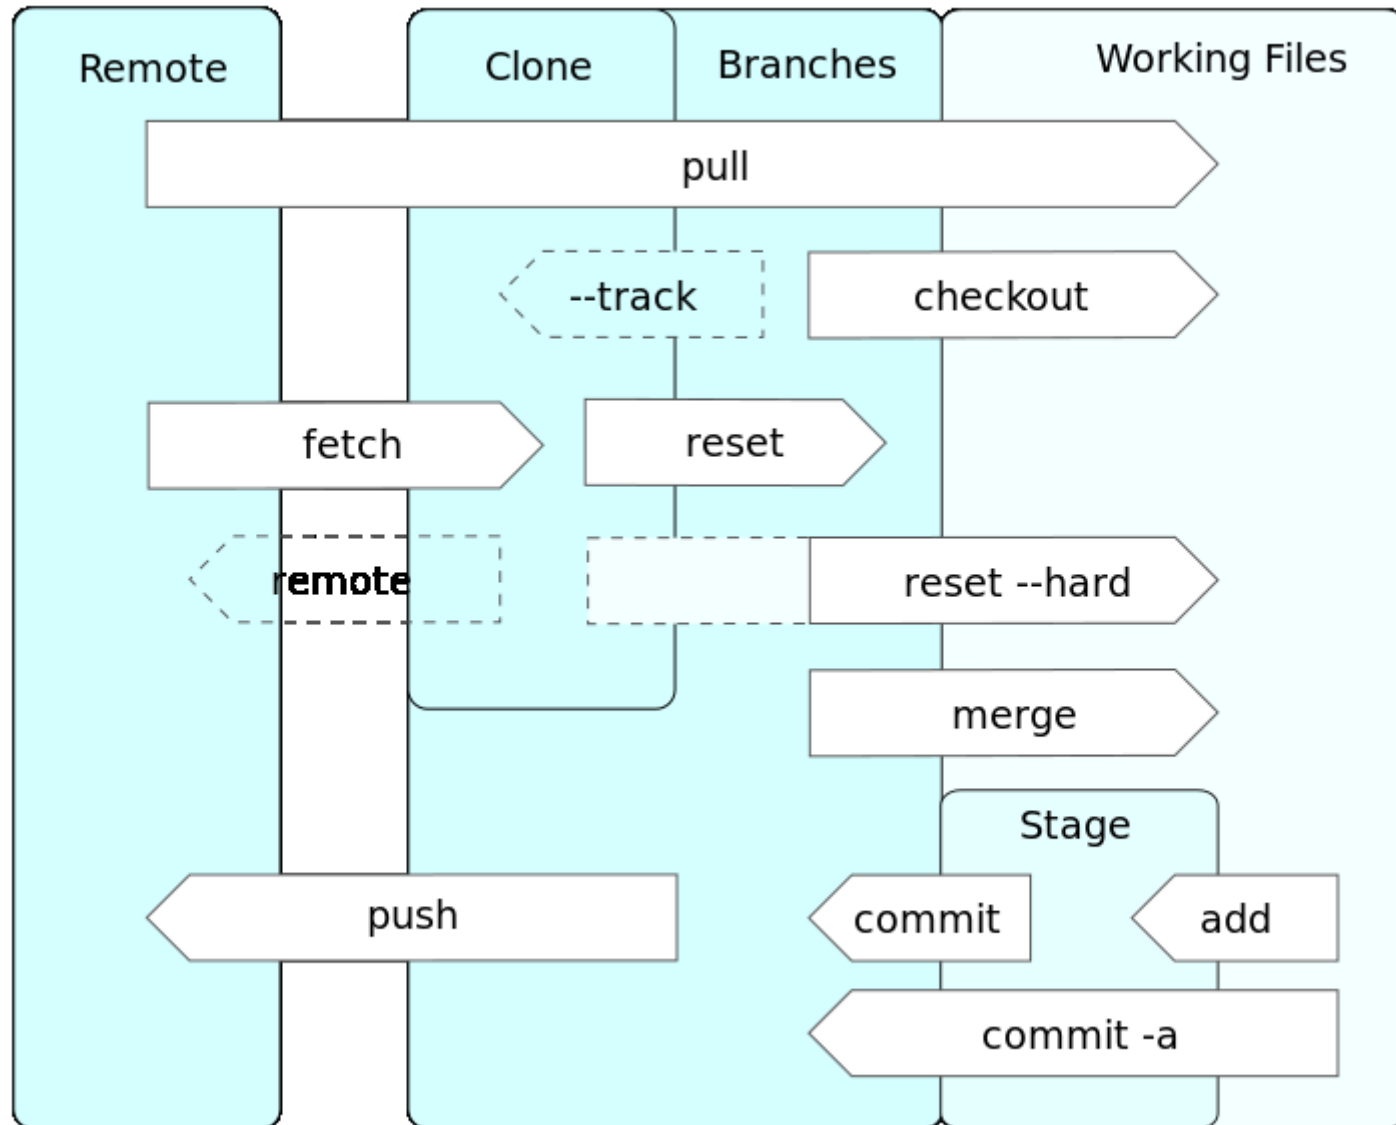 Remote
Clone
Branches
Working Files
pull
--track
checkout
fetch
reset
remote
reset --hard
merge
Stage
push
commit
add
commit -a